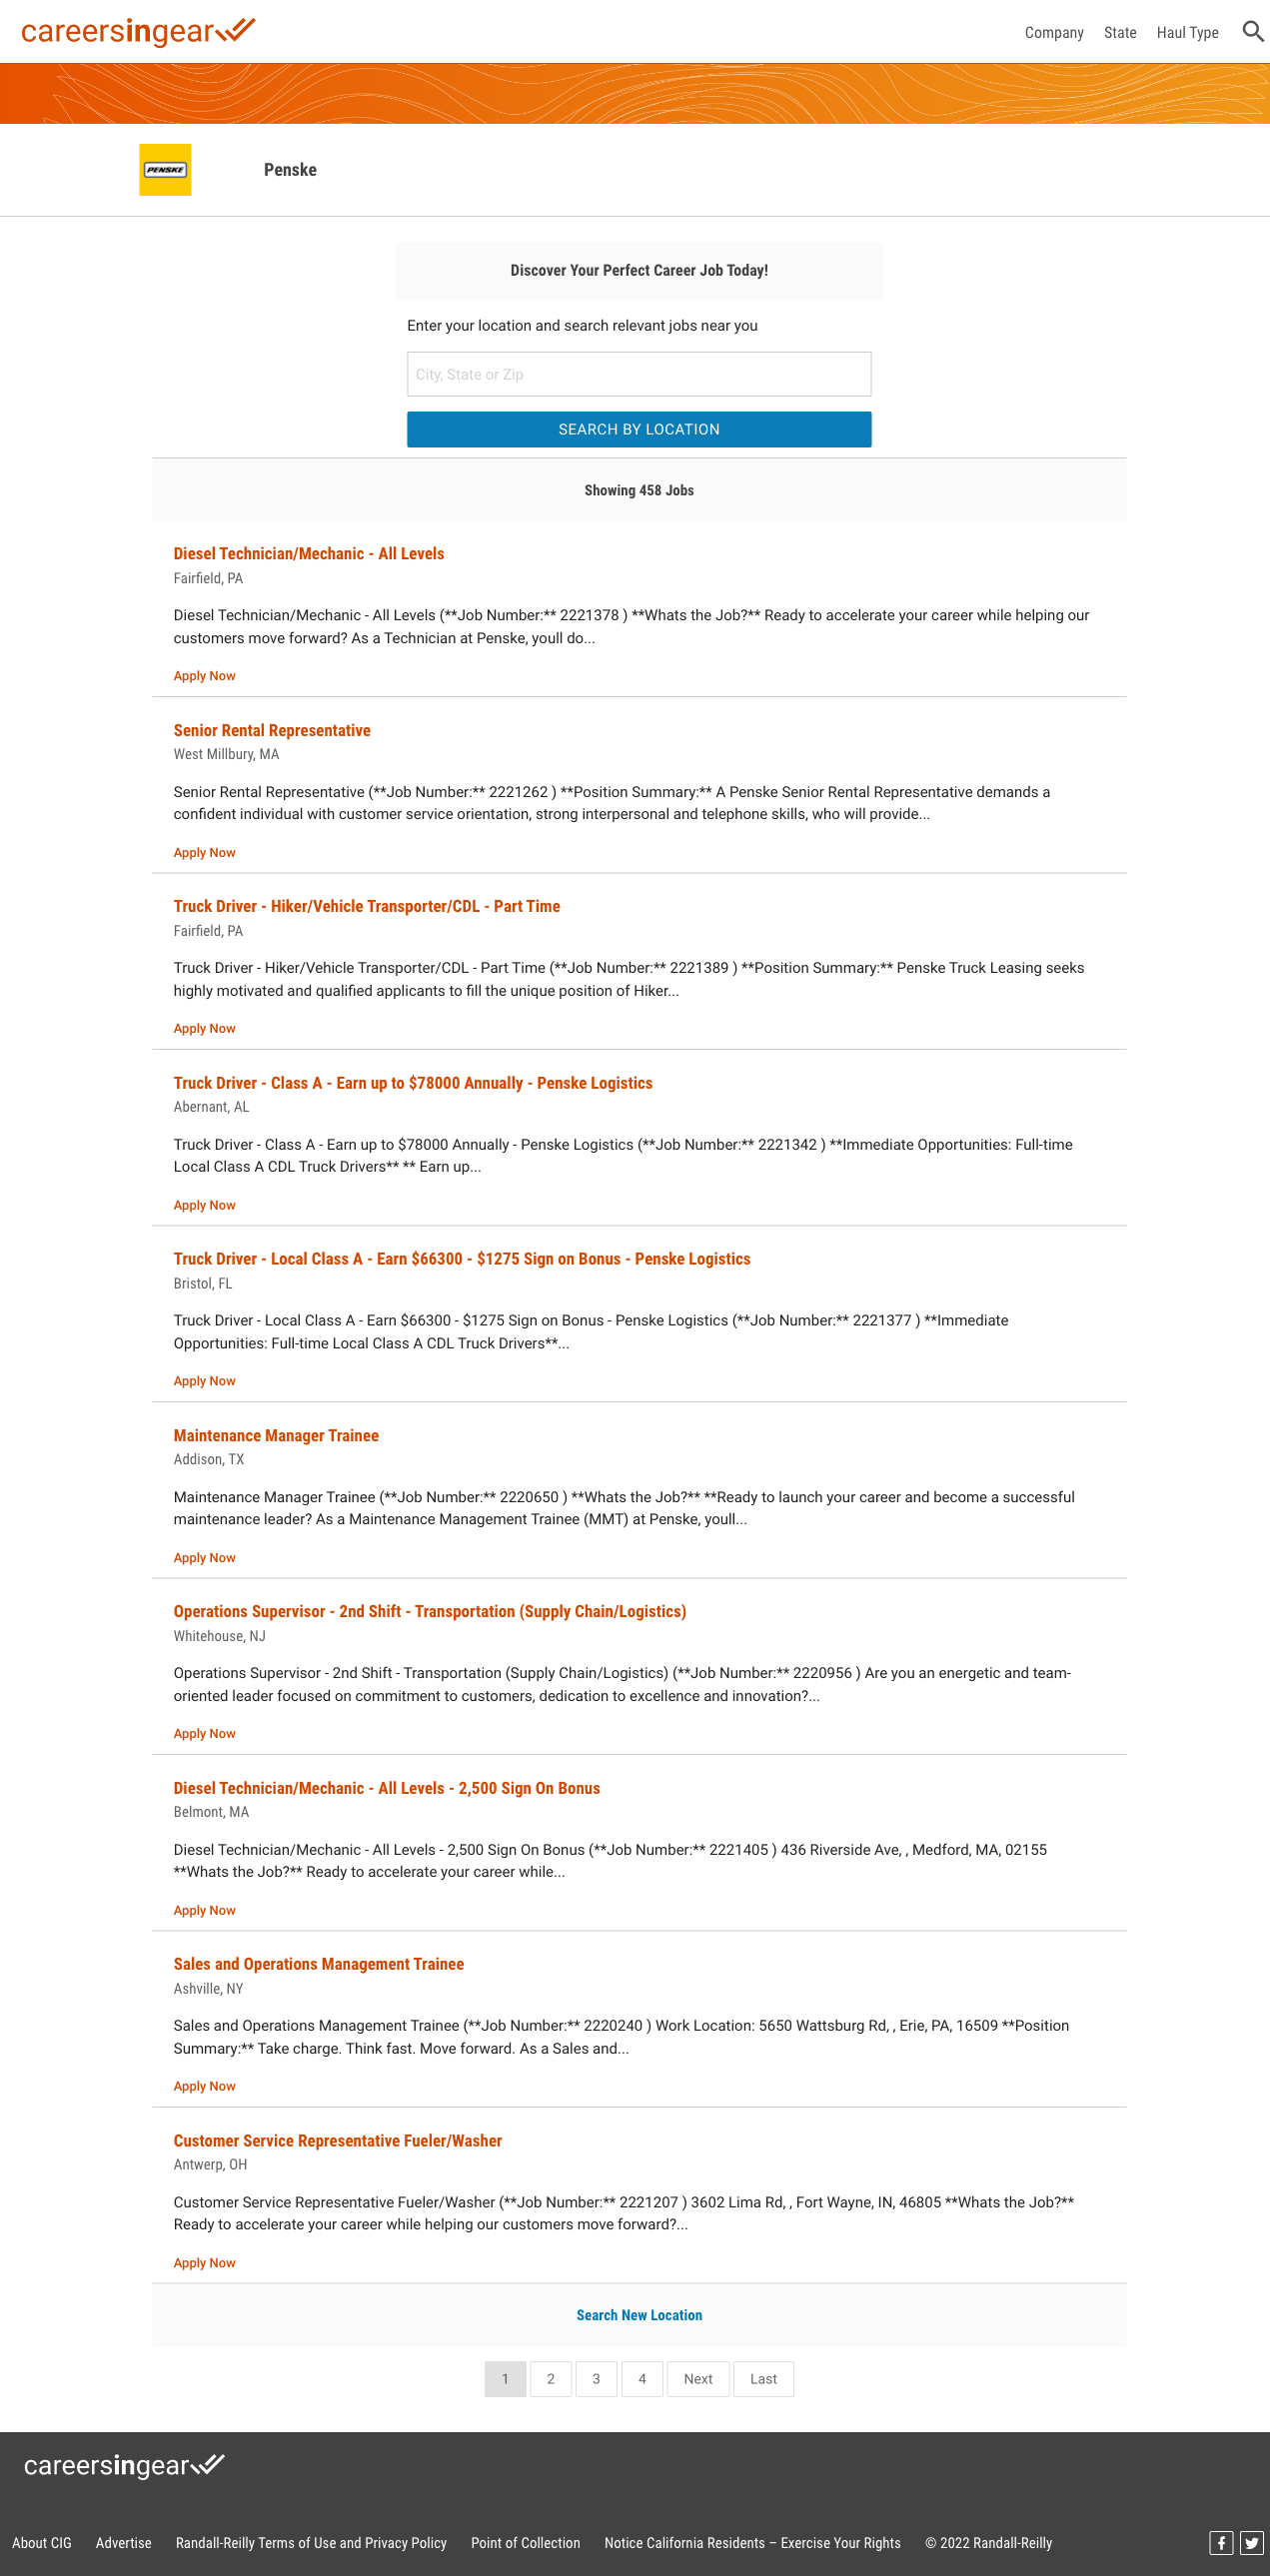 careersingear
Company State Haul Type
PENSKE
Penske
Discover Your Perfect Career Job Today!
Enter your location and search relevant jobs near you
City, State or Zip
SEARCH BY LOCATION
Showing 458 Jobs
Diesel Technician/Mechanic - All Levels
Fairfield, PA
Diesel Technician/Mechanic - All Levels (**Job Number:** 2221378 ) **Whats the Job?** Ready to accelerate your career while helping our
customers move forward? As a Technician at Penske, youll do...
Apply Now
Senior Rental Representative
West Millbury, MA
Senior Rental Representative (**Job Number:** 2221262 ) **Position Summary:** A Penske Senior Rental Representative demands a
confident individual with customer service orientation, strong interpersonal and telephone skills, who will provide...
Apply Now
Truck Driver - Hiker/Vehicle Transporter/CDL - Part Time
Fairfield, PA
Truck Driver - Hiker/Vehicle Transporter/CDL - Part Time (**Job Number:** 2221389 ) **Position Summary:** Penske Truck Leasing seeks
highly motivated and qualified applicants to fill the unique position of Hiker...
Apply Now
Truck Driver - Class A - Earn up to $78000 Annually - Penske Logistics
Abernant, AL
Truck Driver - Class A - Earn up to $78000 Annually - Penske Logistics (**Job Number:** 2221342 ) **Immediate Opportunities: Full-time
Local Class A CDL Truck Drivers** ** Earn up...
Apply Now
Truck Driver - Local Class A - Earn $66300 - $1275 Sign on Bonus - Penske Logistics
Bristol, FL
Truck Driver - Local Class A - Earn $66300 - $1275 Sign on Bonus - Penske Logistics (**Job Number:** 2221377 ) **Immediate
Opportunities: Full-time Local Class A CDL Truck Drivers**...
Apply Now
Maintenance Manager Trainee
Addison, TX
Maintenance Manager Trainee (**Job Number:** 2220650 ) **Whats the Job?** **Ready to launch your career and become a successful
maintenance leader? As a Maintenance Management Trainee (MMT) at Penske, youll...
Apply Now
Operations Supervisor - 2nd Shift - Transportation (Supply Chain/Logistics)
Whitehouse, NJ
Operations Supervisor - 2nd Shift - Transportation (Supply Chain/Logistics) (**Job Number:** 2220956 ) Are you an energetic and team-
oriented leader focused on commitment to customers, dedication to excellence and innovation?...
Apply Now
Diesel Technician/Mechanic - All Levels - 2,500 Sign On Bonus
Belmont, MA
Diesel Technician/Mechanic - All Levels - 2,500 Sign On Bonus (**Job Number:** 2221405 ) 436 Riverside Ave, , Medford, MA, 02155
**Whats the Job?** Ready to accelerate your career while...
Apply Now
Sales and Operations Management Trainee
Ashville, NY
Sales and Operations Management Trainee (**Job Number:** 2220240 ) Work Location: 5650 Wattsburg Rd, , Erie, PA, 16509 **Position
Summary:** Take charge. Think fast. Move forward. As a Sales and...
Apply Now
Customer Service Representative Fueler/Washer
Antwerp, OH
Customer Service Representative Fueler/Washer (**Job Number:** 2221207 ) 3602 Lima Rd, , Fort Wayne, IN, 46805 **Whats the Job?**
Ready to accelerate your career while helping our customers move forward?...
Apply Now
Search New Location
1 2 3 4 Next Last
careersingear
About CIG Advertise Randall-Reilly Terms of Use and Privacy Policy Point of Collection Notice California Residents – Exercise Your Rights © 2022 Randall-Reilly